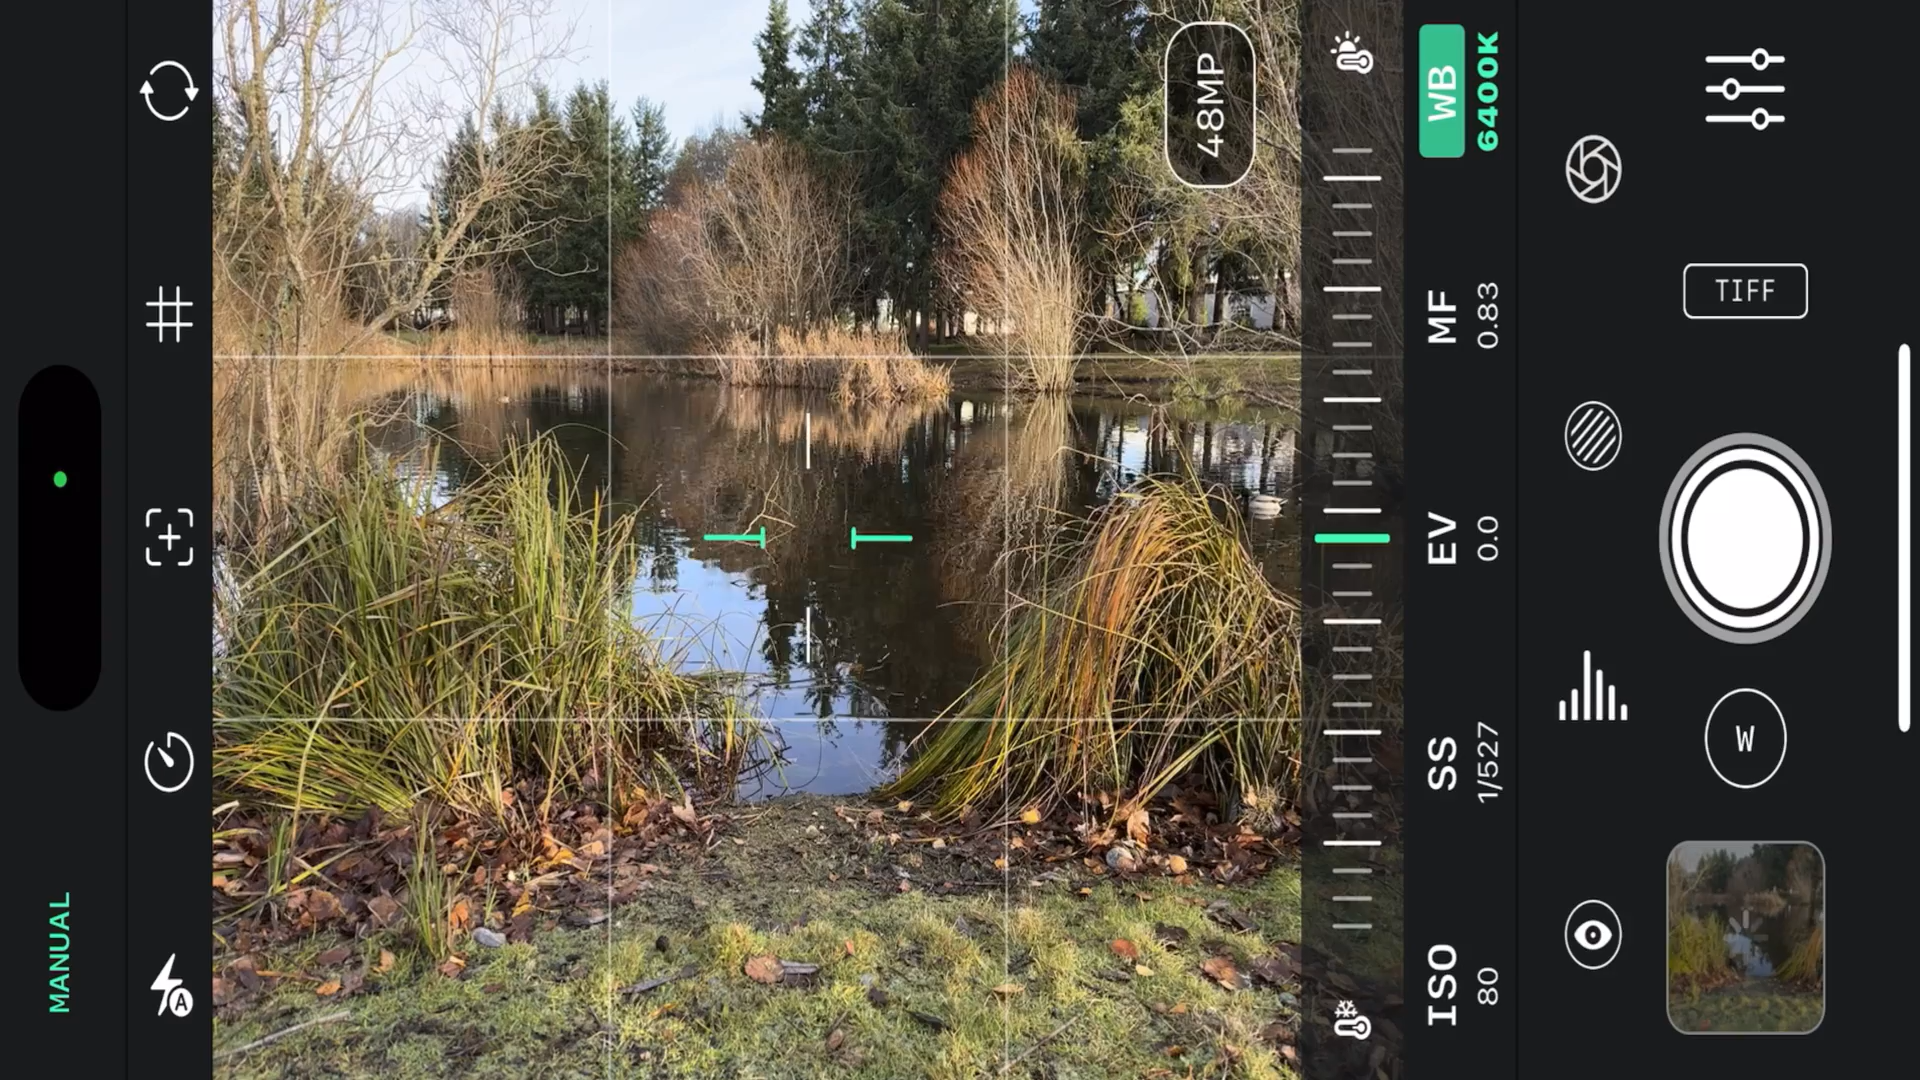 MANUAL
A
48MP
WB
6400K
MF
0.83
EV
0.0
SS
1/527
ISO
80
TIFF
W